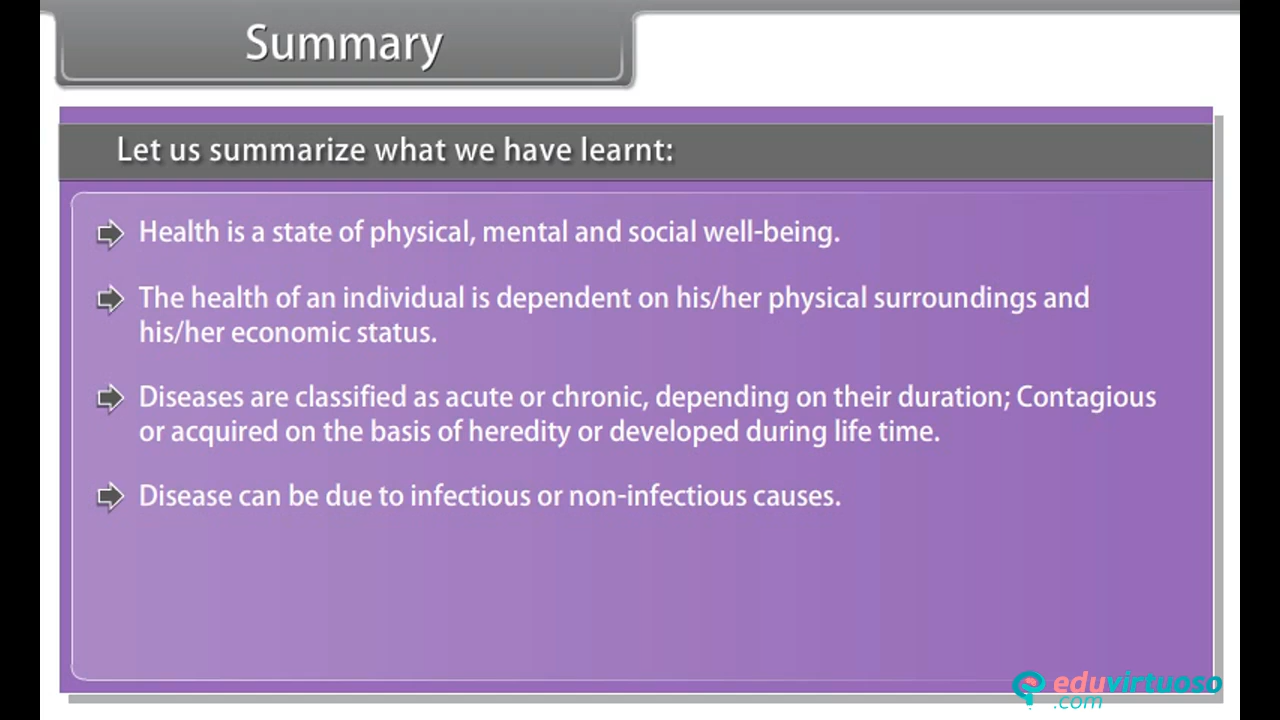 Summary
Let us summarize what we have learnt:
Health is a state of physical, mental and social well-being.
The health of an individual is dependent on his/her physical surroundings and
his/her economic status.
Diseases are classified as acute or chronic, depending on their duration; Contagious
or acquired on the basis of heredity or developed during life time.
Disease can be due to infectious or non-infectious causes.
eduvirtuoso
.com